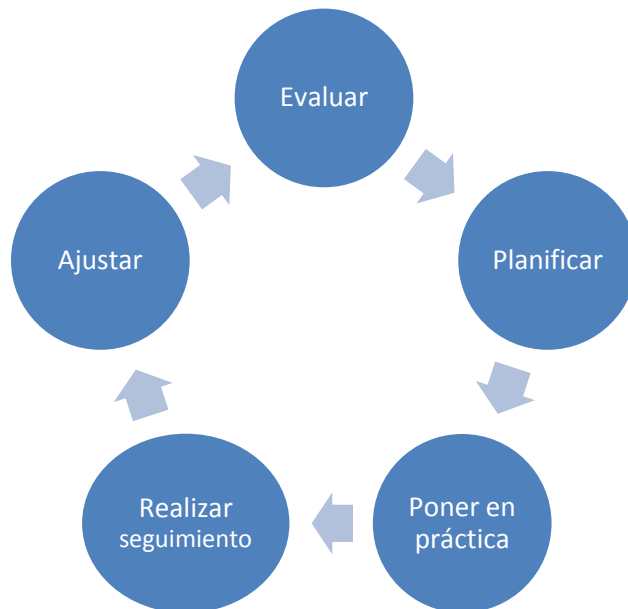 Evaluar
Planificar
Poner en
práctica
Realizar
seguimiento
Ajustar